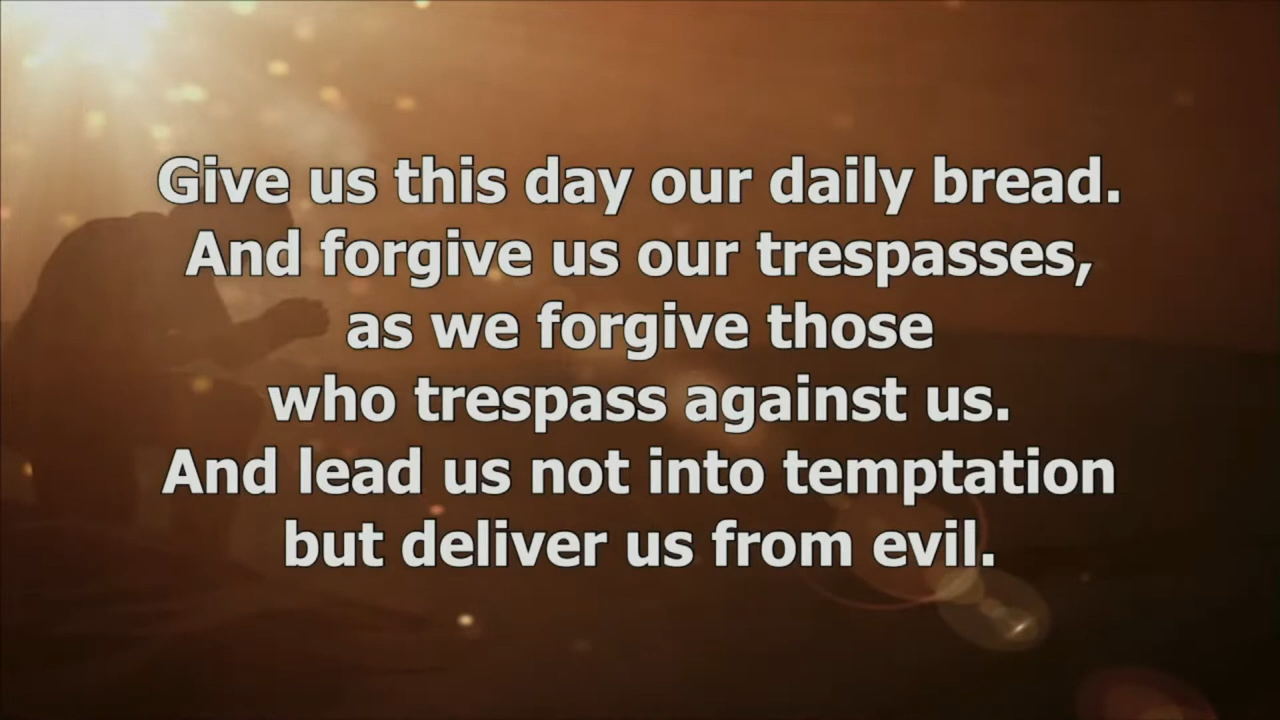 Give us this day our daily bread.
And forgive us our trespasses,
as we forgive those
who trespass against us.
And lead us not into temptation
but deliver us from evil.